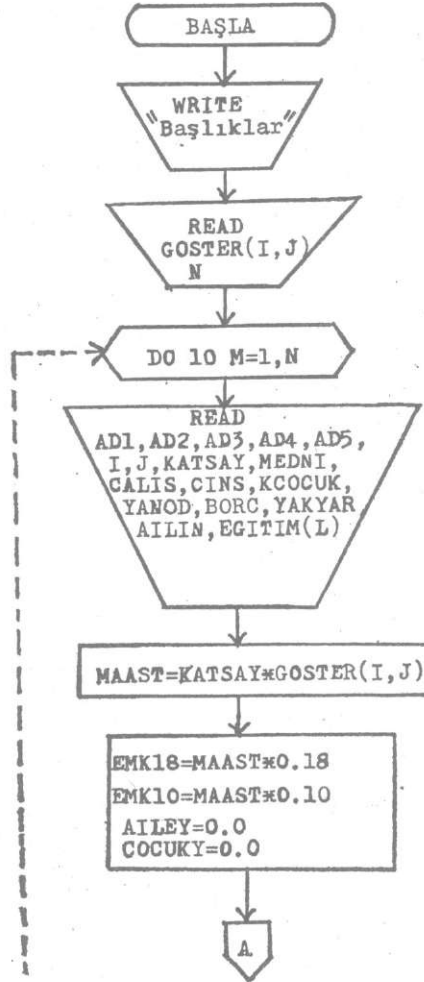 BAŞLA
WRITE
"Başlıklar"
READ
GOSTER(I,J)
N
DO 10 M=1,N
READ
AD1,AD2,AD3,AD4,AD5,
I,J,KATSAY,MEDNI,
CALIS,CINS,KCOCUK,
YANOD,BORC,YAKYAR
AILIN,EGITIM(L)
MAAST=KATSAY*GOSTER(I,J)
EMK18=MAAST*0.18
EMK10=MAAST*0.10
AILEY=0.0
COCUKY=0.0
A